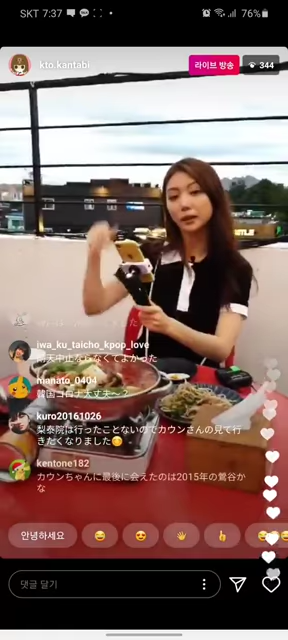 SKT 7:37
76%
kto.kantabi
라이브 방송
344
iwa_ku_taicho_kpop_love
雨天中止ならなくてよかった
manato_0404
韓国コロナ大丈夫〜？
kuro20161026
梨泰院は行ったことないのでカウンさんの見て行
きたくなりました😋
kentone182
カウンちゃんに最後に会えたのは2015年の鶯谷か
な
안녕하세요 😂 😍 👋 👍
댓글 달기